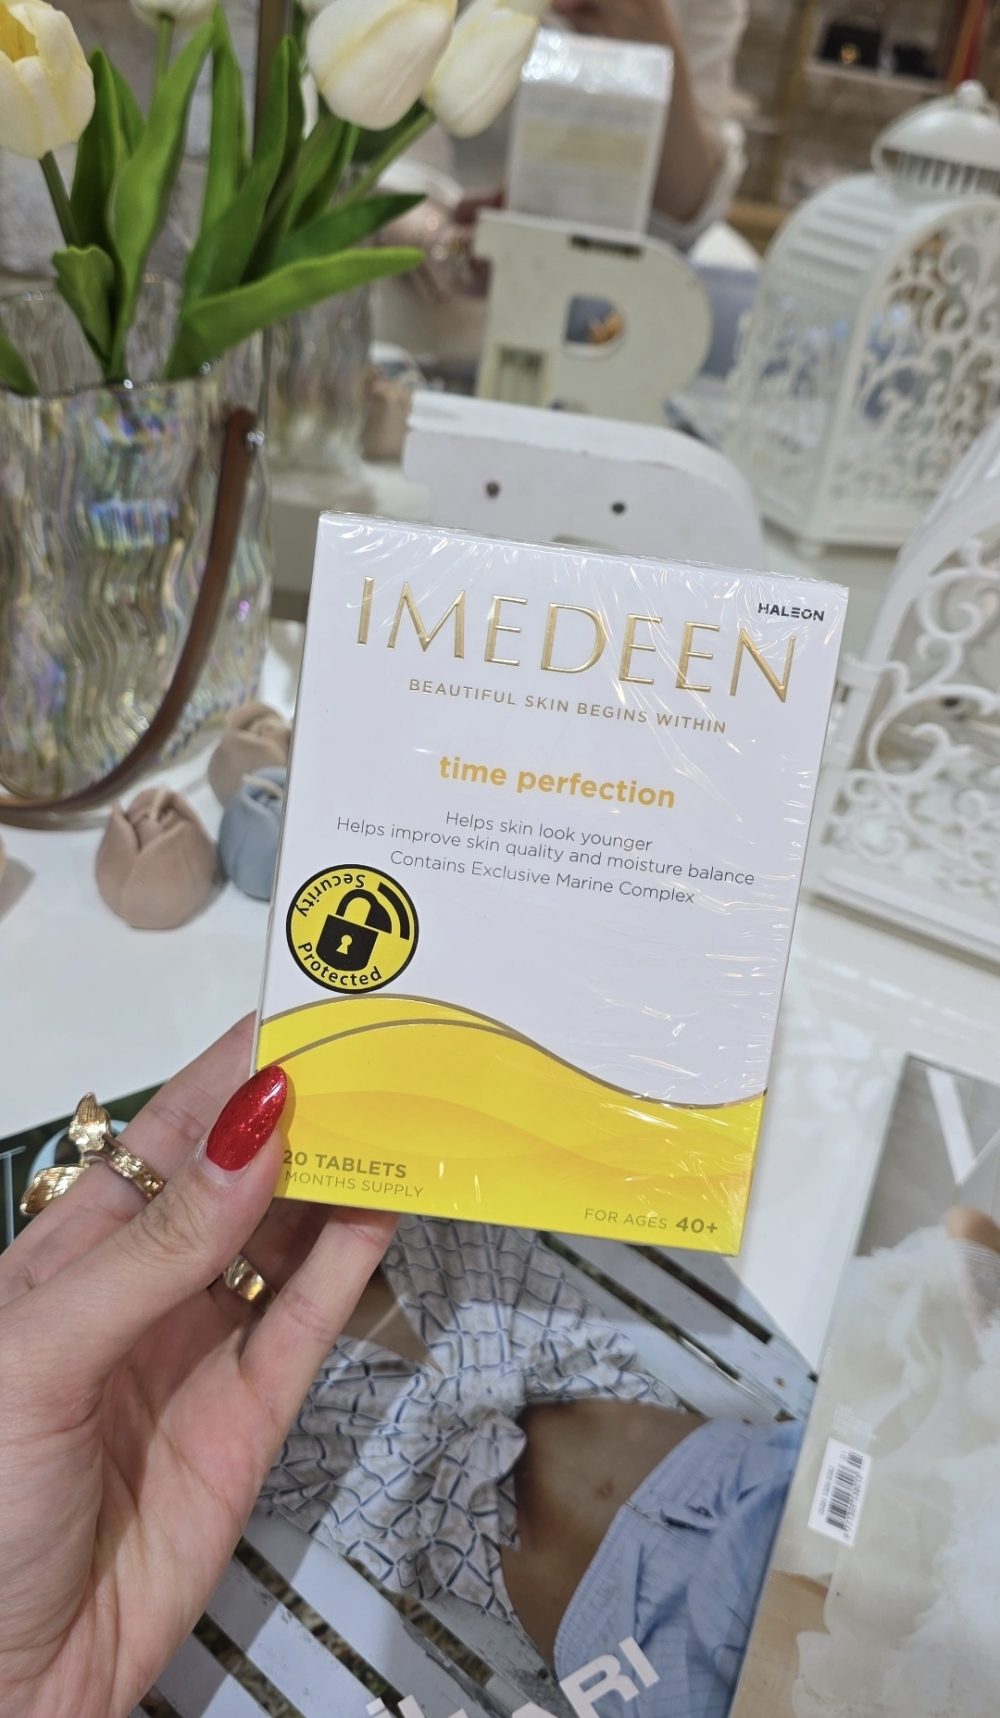 HALEON
IMEDEEN
BEAUTIFUL SKIN BEGINS WITHIN
time perfection
Helps skin look younger
Helps improve skin quality and moisture balance
Contains Exclusive Marine Complex
Security
Protected
20 TABLETS
MONTHS SUPPLY
FOR AGES 40+